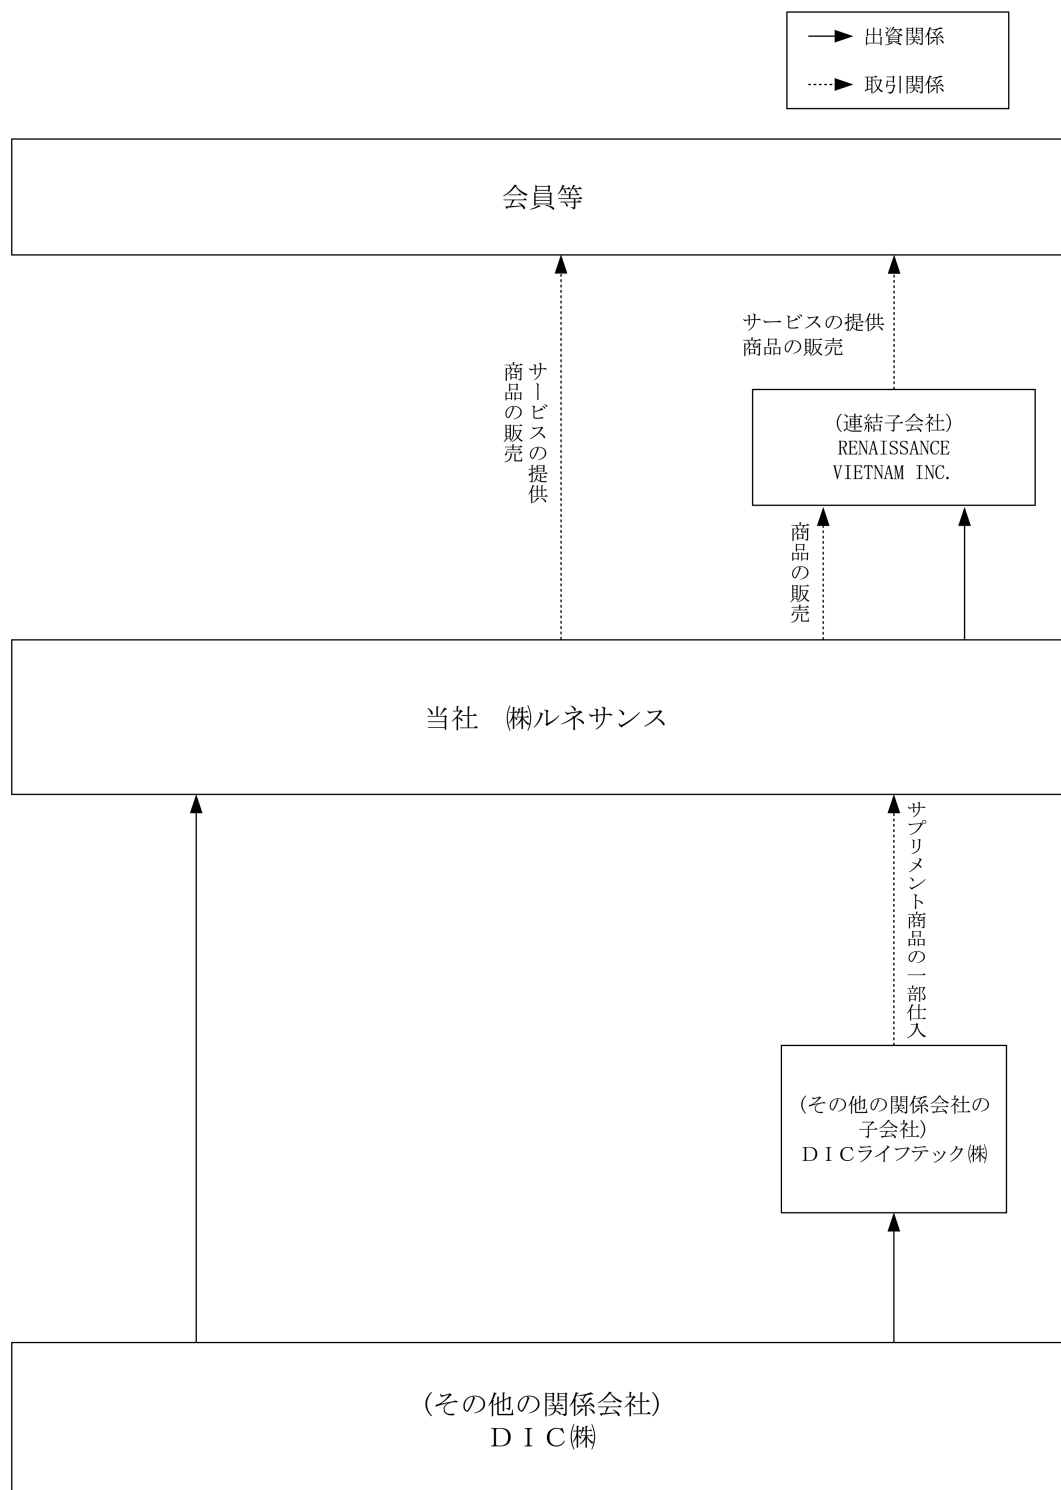 出資関係
取引関係
会員等
サービスの提供
商品の販売
サービスの提供
商品の販売
(連結子会社)
RENAISSANCE
VIETNAM INC.
商品の販売
当社　㈱ルネサンス
サプリメント商品の一部仕入
(その他の関係会社の
子会社)
ＤＩＣライフテック㈱
(その他の関係会社)
ＤＩＣ㈱